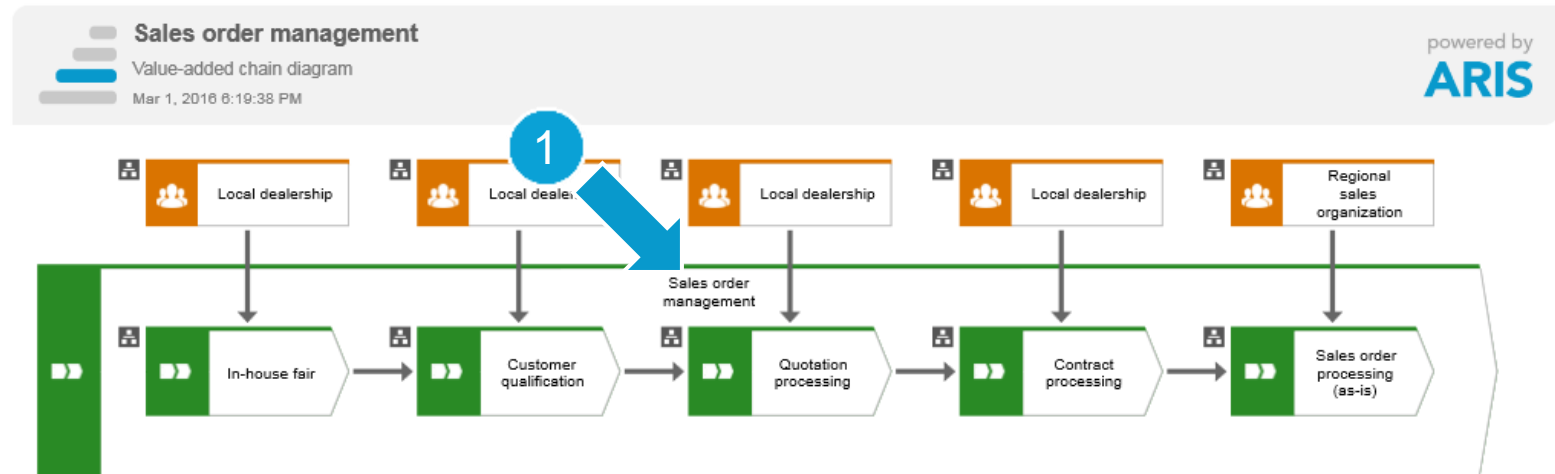 Sales order management
Value-added chain diagram
Mar 1, 2016 6:19:38 PM
powered by
ARIS
1
Local dealership
Local
Local dealership
Local dealership
Regional
sales
organization
Sales order
management
In-house fair
Customer
qualification
Quotation
processing
Contract
processing
Sales order
processing
(as-is)